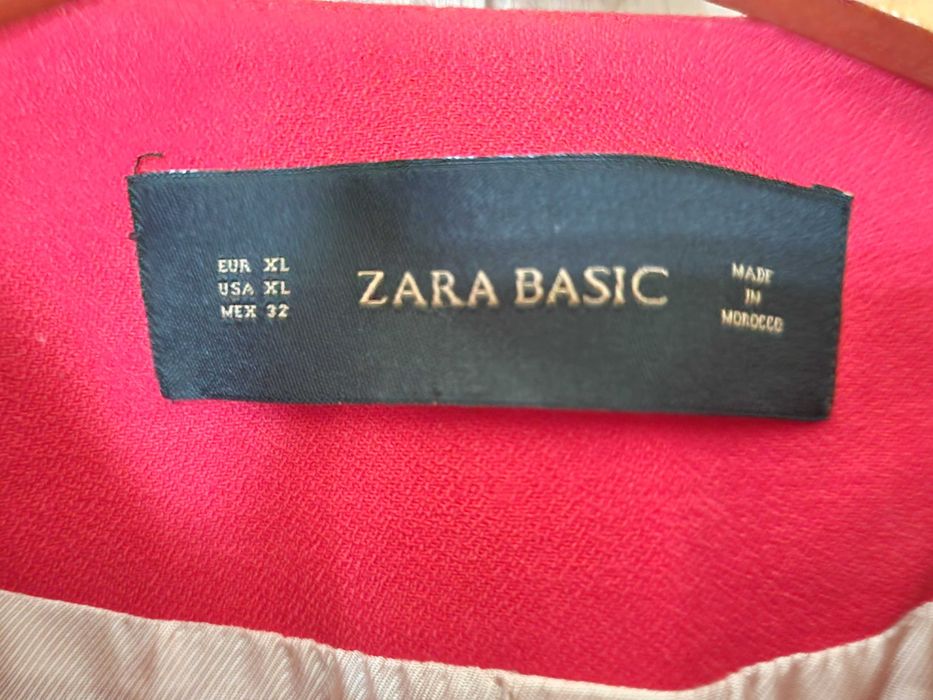 EUR XL
USA XL
MEX 32
ZARA BASIC
MADE
IN
MOROCCO